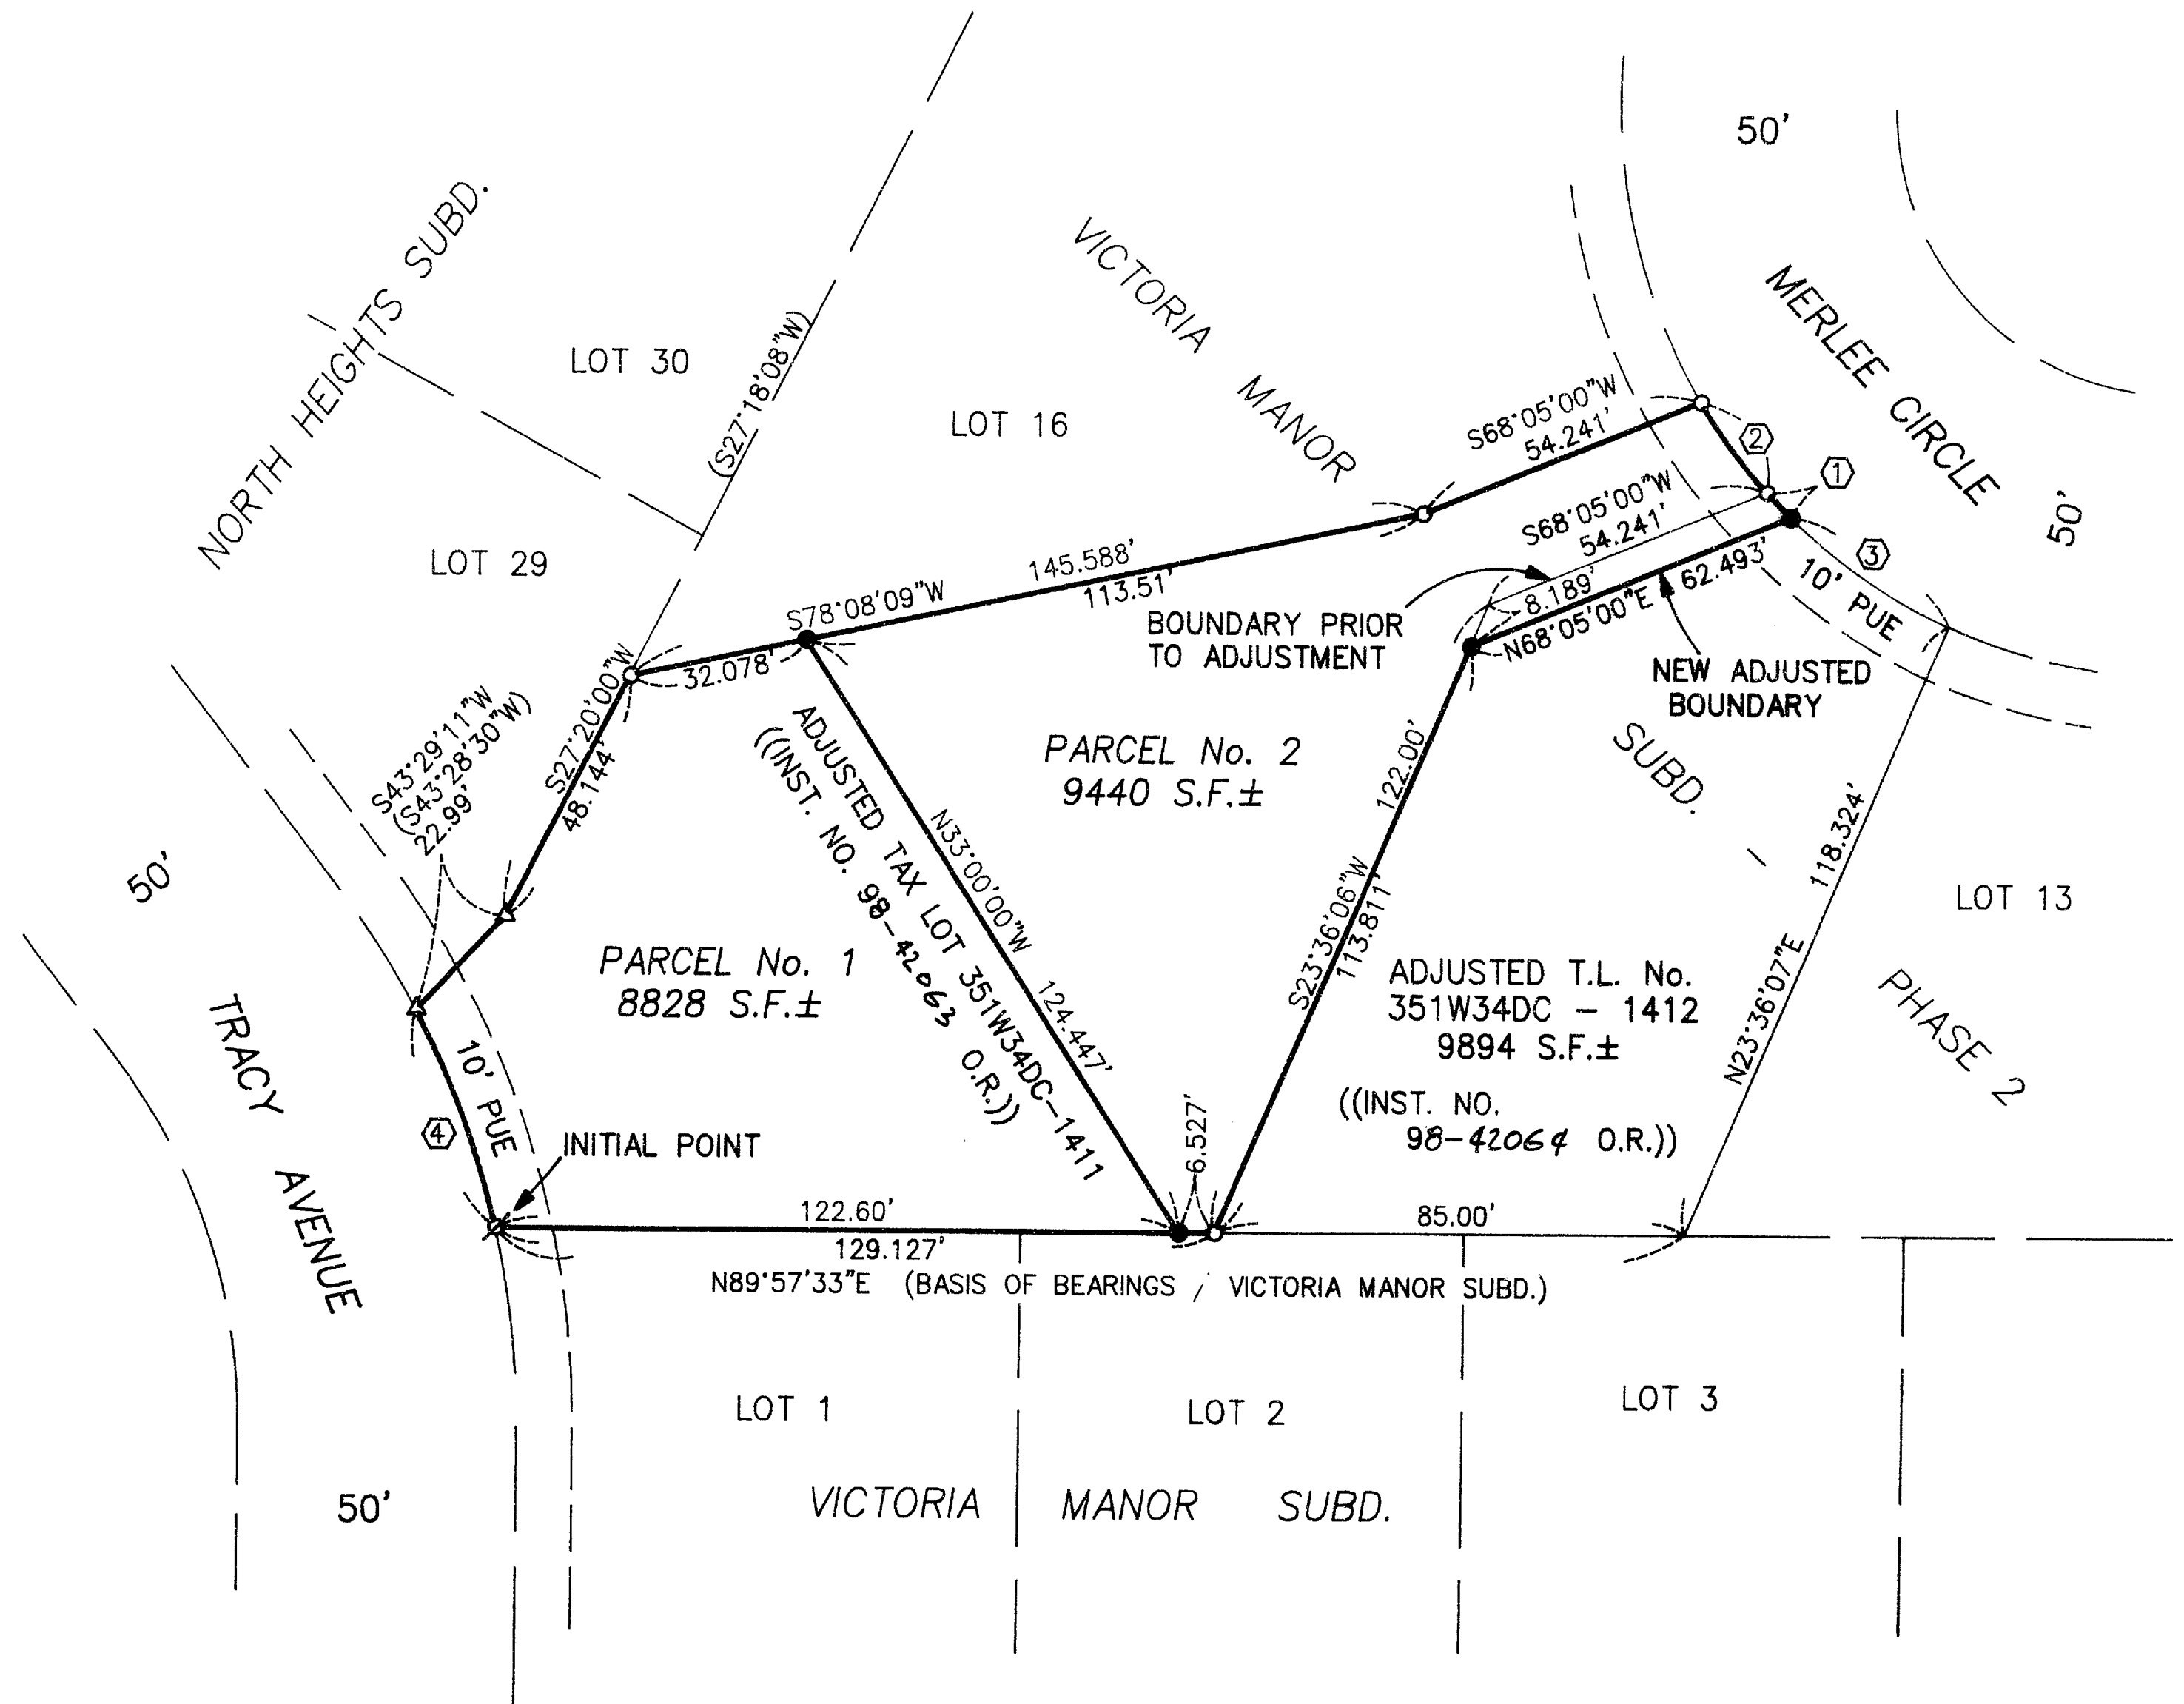 50'
NORTH HEIGHTS SUBD.
VICTORIA
MANOR
MERLEE CIRCLE
LOT 30
(S27°18'08"W)
LOT 16
S68°05'00"W
54.241'
2
1
S68°05'00"W
54.241'
50'
3
LOT 29
145.588'
113.51'
S78°08'09"W
8.189'
62.493'
N68°05'00"E
10' PUE
BOUNDARY PRIOR
TO ADJUSTMENT
NEW ADJUSTED
BOUNDARY
32.078'
S27°20'00"W
48.144'
S43°29'11"W
(S43°28'30"W)
22.99'
ADJUSTED TAX LOT 351W34DC-1411
((INST. NO. 98-42063 O.R.))
PARCEL No. 2
9440 S.F.±
122.00'
SUBD.
118.324'
50'
N33°00'00"W
124.447'
LOT 13
PARCEL No. 1
8828 S.F.±
S23°36'06"W
113.811'
ADJUSTED T.L. No.
351W34DC - 1412
9894 S.F.±
N23°36'07"E
PHASE 2
TRACY
AVENUE
10' PUE
4
INITIAL POINT
6.527'
((INST. NO.
98-42064 O.R.))
122.60'
129.127'
85.00'
N89°57'33"E (BASIS OF BEARINGS / VICTORIA MANOR SUBD.)
LOT 1
LOT 2
LOT 3
50'
VICTORIA MANOR SUBD.